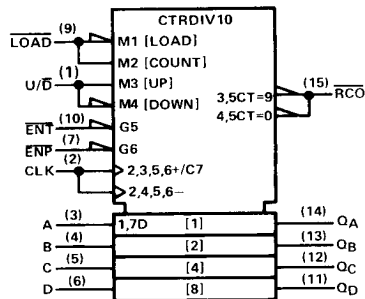 CTRDIV10
(9)
LOAD
M1 [LOAD]
M2 [COUNT]
(1)
U/D
M3 [UP]
M4 [DOWN]
3,5CT=9
4,5CT=0
(15)
RCO
(10)
ENT
G5
(7)
ENP
G6
(2)
CLK
2,3,5,6+/C7
2,4,5,6−
(3)
A
1,7D
[1]
(14)
QA
(4)
B
[2]
(13)
QB
(5)
C
[4]
(12)
QC
(6)
D
[8]
(11)
QD